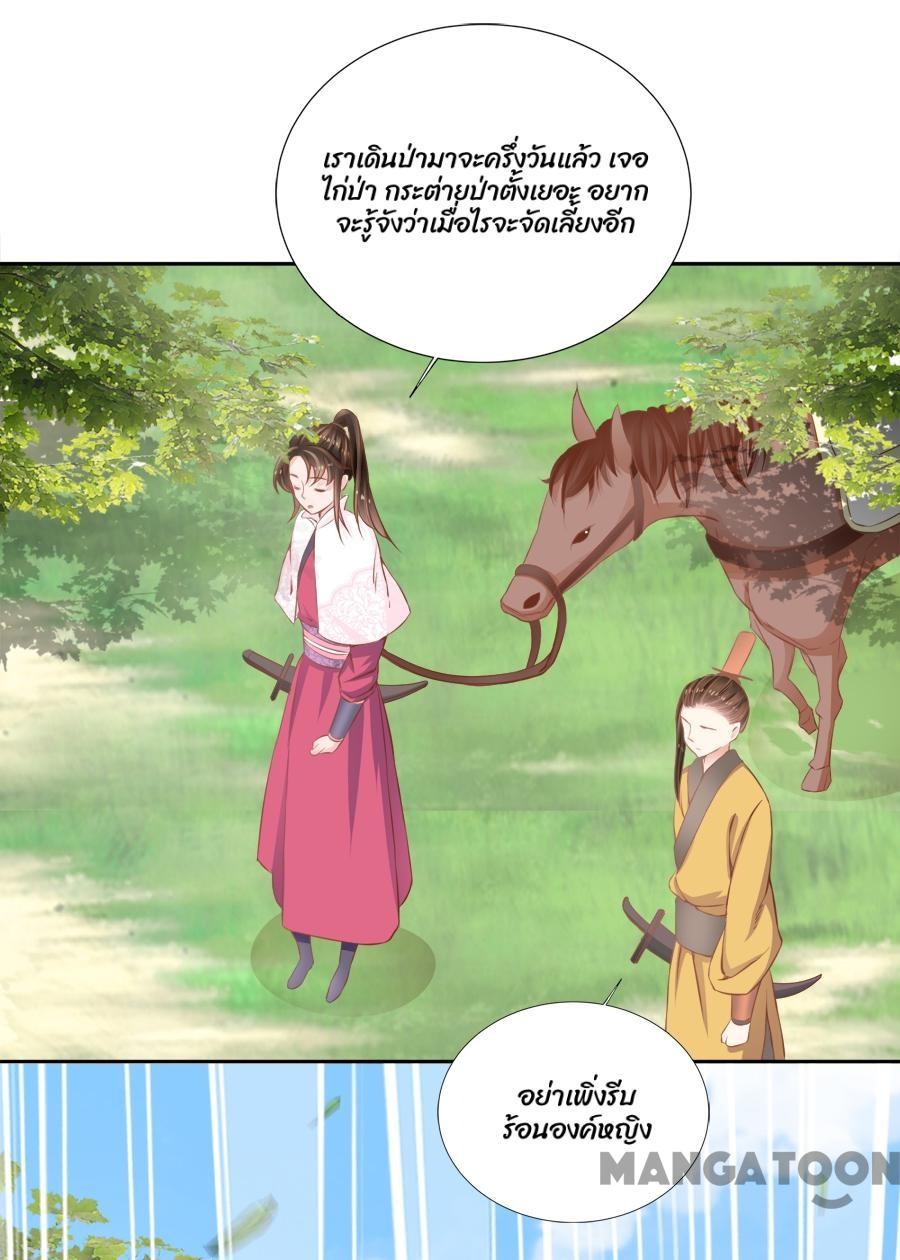 เราเดินป่ามาจะครึ่งวันแล้ว เจอ
ไก่ป่า กระต่ายป่าตั้งเยอะ อยาก
จะรู้จังว่าเมื่อไรจะจัดเลี้ยงอีก
อย่าเพิ่งรีบ
ร้อนองค์หญิง
MANGATOON